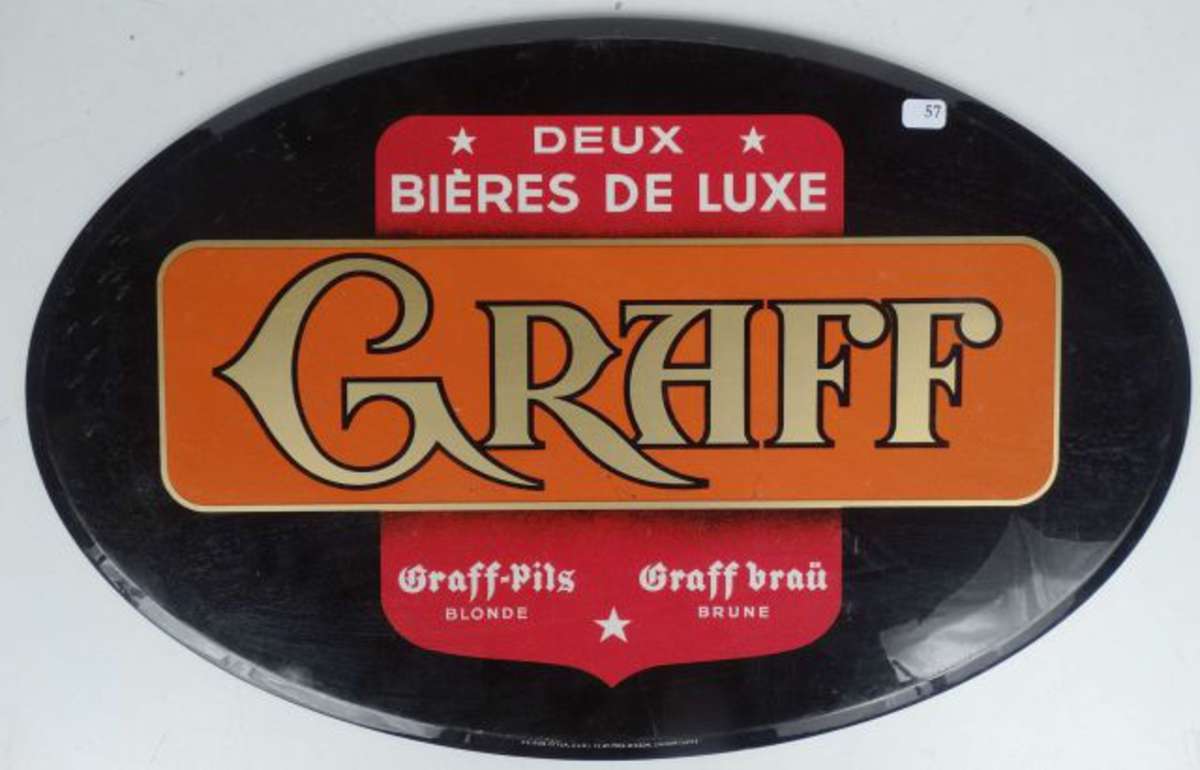 57
DEUX
BIÈRES DE LUXE
GRAFF
Graff-Pils Graff braü
BLONDE BRUNE